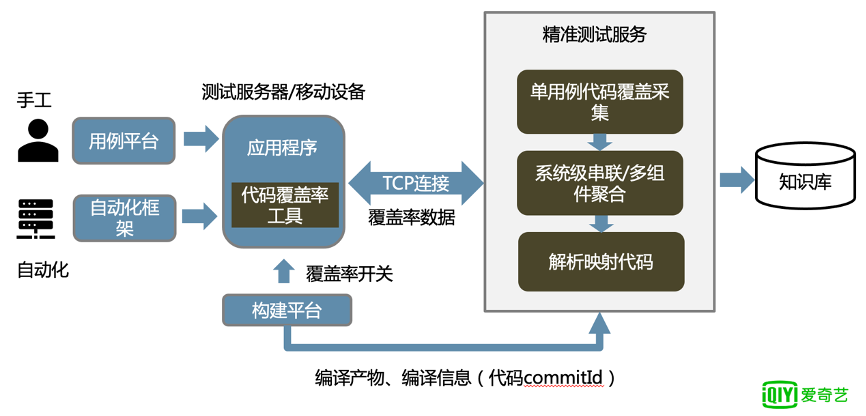 手工
用例平台
自动化框
架
自动化
测试服务器/移动设备
应用程序
代码覆盖率
工具
覆盖率开关
构建平台
TCP连接
覆盖率数据
精准测试服务
单用例代码覆盖采
集
系统级串联/多组
件聚合
解析映射代码
知识库
编译产物、编译信息（代码commitId）
iQIYI 爱奇艺